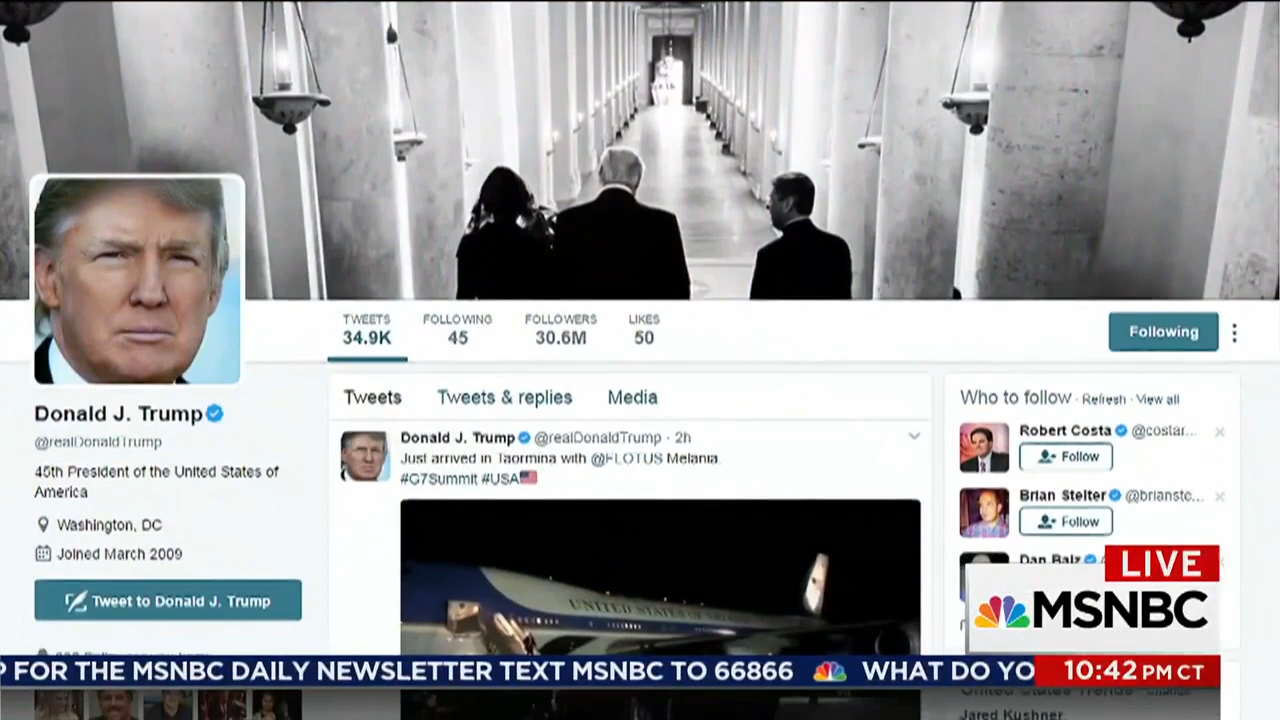 TWEETS FOLLOWING FOLLOWERS LIKES
34.9K 45 30.6M 50
Following
Donald J. Trump
@realDonaldTrump
45th President of the United States of
America
Washington, DC
Joined March 2009
Tweet to Donald J. Trump
Tweets Tweets & replies Media
Donald J. Trump @realDonaldTrump · 2h
Just arrived in Taormina with @FLOTUS Melania.
#G7Summit #USA
UNITED STATES OF
Who to follow · Refresh · View all
Robert Costa @costar...
Follow
Brian Stelter @brianste...
Follow
Dan Balz
LIVE
MSNBC
P FOR THE MSNBC DAILY NEWSLETTER TEXT MSNBC TO 66866 WHAT DO YO
10:42 PM CT
United States Trends · Change
Jared Kushner